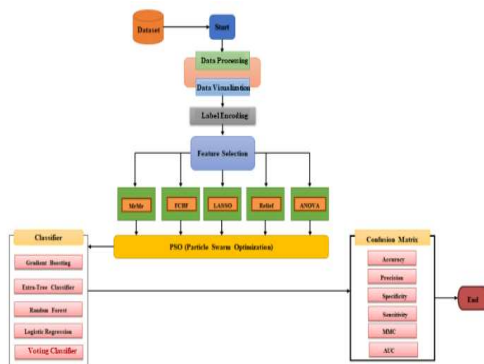 Dataset
Start
Data Processing
Data Visualization
Label Encoding
Feature Selection
MrMr
FCBF
LASSO
Relief
ANOVA
PSO (Particle Swarm Optimization)
Classifier
Gradient Boosting
Extra-Tree Classifier
Random Forest
Logistic Regression
Voting Classifier
Confusion Matrix
Accuracy
Precision
Specificity
Sensitivity
MMC
AUC
End